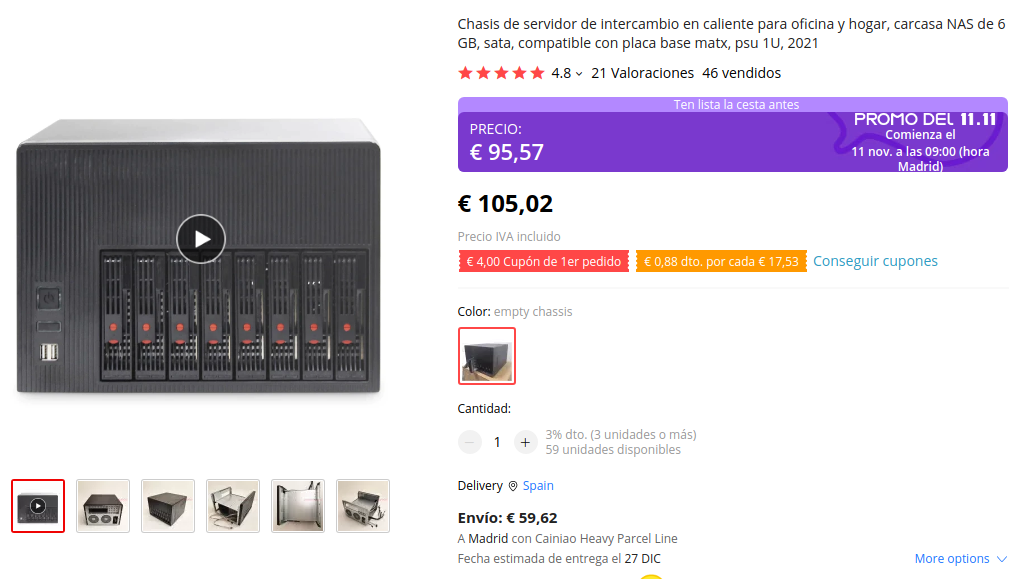 Chasis de servidor de intercambio en caliente para oficina y hogar, carcasa NAS de 6
GB, sata, compatible con placa base matx, psu 1U, 2021
4.8 21 Valoraciones 46 vendidos
Ten lista la cesta antes
PRECIO:
€ 95,57
PROMO DEL 11.11
Comienza el
11 nov. a las 09:00 (hora
Madrid)
€ 105,02
Precio IVA incluido
€ 4,00 Cupón de 1er pedido € 0,88 dto. por cada € 17,53 Conseguir cupones
Color: empty chassis
Cantidad:
1 + 3% dto. (3 unidades o más)
59 unidades disponibles
Delivery Spain
Envío: € 59,62
A Madrid con Cainiao Heavy Parcel Line
Fecha estimada de entrega el 27 DIC More options